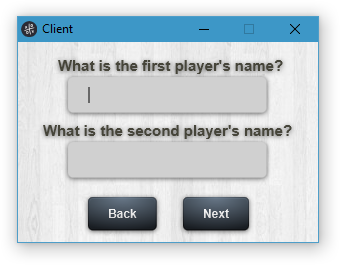 Client
What is the first player's name?
What is the second player's name?
Back Next